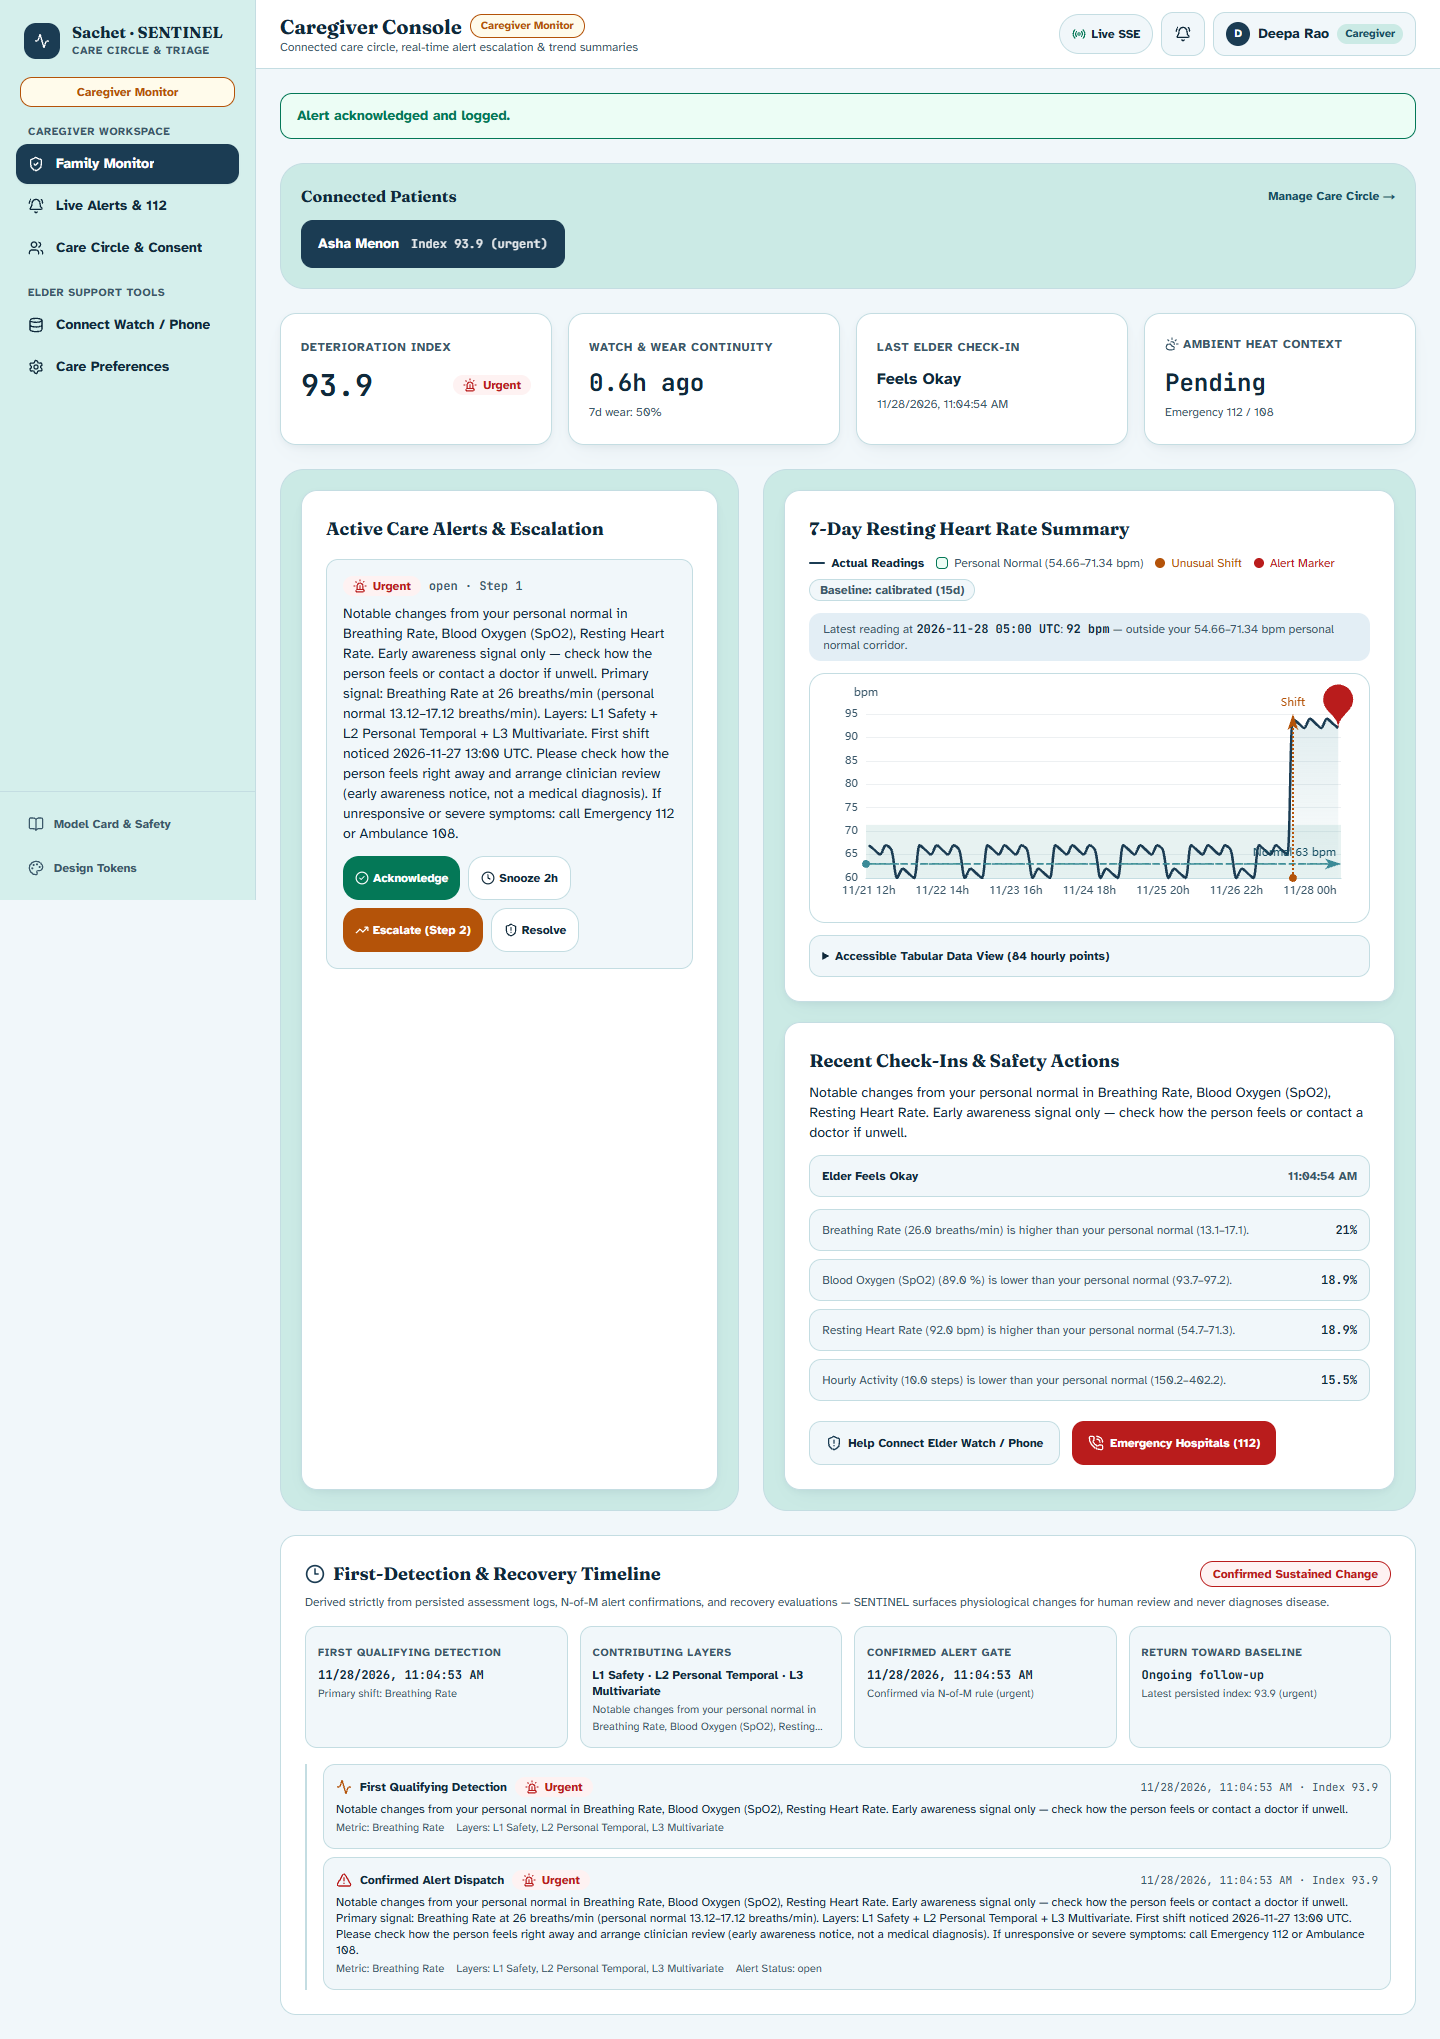 Sachet · SENTINEL
CARE CIRCLE & TRIAGE
Caregiver Monitor
CAREGIVER WORKSPACE
Family Monitor
Live Alerts & 112
Care Circle & Consent
ELDER SUPPORT TOOLS
Connect Watch / Phone
Care Preferences
Model Card & Safety
Design Tokens
Caregiver Console
Caregiver Monitor
Connected care circle, real-time alert escalation & trend summaries
Live SSE
D
Deepa Rao
Caregiver
Alert acknowledged and logged.
Connected Patients
Manage Care Circle →
Asha Menon Index 93.9 (urgent)
DETERIORATION INDEX
93.9
Urgent
WATCH & WEAR CONTINUITY
0.6h ago
7d wear: 50%
LAST ELDER CHECK-IN
Feels Okay
11/28/2026, 11:04:54 AM
AMBIENT HEAT CONTEXT
Pending
Emergency 112 / 108
Active Care Alerts & Escalation
Urgent open · Step 1
Notable changes from your personal normal in
Breathing Rate, Blood Oxygen (SpO2), Resting Heart
Rate. Early awareness signal only — check how the
person feels or contact a doctor if unwell. Primary
signal: Breathing Rate at 26 breaths/min (personal
normal 13.12–17.12 breaths/min). Layers: L1 Safety +
L2 Personal Temporal + L3 Multivariate. First shift
noticed 2026-11-27 13:00 UTC. Please check how the
person feels right away and arrange clinician review
(early awareness notice, not a medical diagnosis). If
unresponsive or severe symptoms: call Emergency 112
or Ambulance 108.
Acknowledge
Snooze 2h
Escalate (Step 2)
Resolve
7-Day Resting Heart Rate Summary
Actual Readings
Personal Normal (54.66–71.34 bpm)
Unusual Shift
Alert Marker
Baseline: calibrated (15d)
Latest reading at 2026-11-28 05:00 UTC: 92 bpm — outside your 54.66–71.34 bpm personal
normal corridor.
bpm
Shift
95
90
85
80
75
70
65
60
Normal 63 bpm
11/21 12h
11/22 14h
11/23 16h
11/24 18h
11/25 20h
11/26 22h
11/28 00h
▶ Accessible Tabular Data View (84 hourly points)
Recent Check-Ins & Safety Actions
Notable changes from your personal normal in Breathing Rate, Blood Oxygen (SpO2),
Resting Heart Rate. Early awareness signal only — check how the person feels or contact a
doctor if unwell.
Elder Feels Okay 11:04:54 AM
Breathing Rate (26.0 breaths/min) is higher than your personal normal (13.1–17.1). 21%
Blood Oxygen (SpO2) (89.0 %) is lower than your personal normal (93.7–97.2). 18.9%
Resting Heart Rate (92.0 bpm) is higher than your personal normal (54.7–71.3). 18.9%
Hourly Activity (10.0 steps) is lower than your personal normal (150.2–402.2). 15.5%
Help Connect Elder Watch / Phone
Emergency Hospitals (112)
First-Detection & Recovery Timeline
Confirmed Sustained Change
Derived strictly from persisted assessment logs, N-of-M alert confirmations, and recovery evaluations — SENTINEL surfaces physiological changes for human review and never diagnoses disease.
FIRST QUALIFYING DETECTION
11/28/2026, 11:04:53 AM
Primary shift: Breathing Rate
CONTRIBUTING LAYERS
L1 Safety · L2 Personal Temporal · L3
Multivariate
Notable changes from your personal normal in
Breathing Rate, Blood Oxygen (SpO2), Resting...
CONFIRMED ALERT GATE
11/28/2026, 11:04:53 AM
Confirmed via N-of-M rule (urgent)
RETURN TOWARD BASELINE
Ongoing follow-up
Latest persisted index: 93.9 (urgent)
First Qualifying Detection Urgent 11/28/2026, 11:04:53 AM · Index 93.9
Notable changes from your personal normal in Breathing Rate, Blood Oxygen (SpO2), Resting Heart Rate. Early awareness signal only — check how the person feels or contact a doctor if unwell.
Metric: Breathing Rate Layers: L1 Safety, L2 Personal Temporal, L3 Multivariate
Confirmed Alert Dispatch Urgent 11/28/2026, 11:04:53 AM · Index 93.9
Notable changes from your personal normal in Breathing Rate, Blood Oxygen (SpO2), Resting Heart Rate. Early awareness signal only — check how the person feels or contact a doctor if unwell.
Primary signal: Breathing Rate at 26 breaths/min (personal normal 13.12–17.12 breaths/min). Layers: L1 Safety + L2 Personal Temporal + L3 Multivariate. First shift noticed 2026-11-27 13:00 UTC.
Please check how the person feels right away and arrange clinician review (early awareness notice, not a medical diagnosis). If unresponsive or severe symptoms: call Emergency 112 or Ambulance
108.
Metric: Breathing Rate Layers: L1 Safety, L2 Personal Temporal, L3 Multivariate Alert Status: open